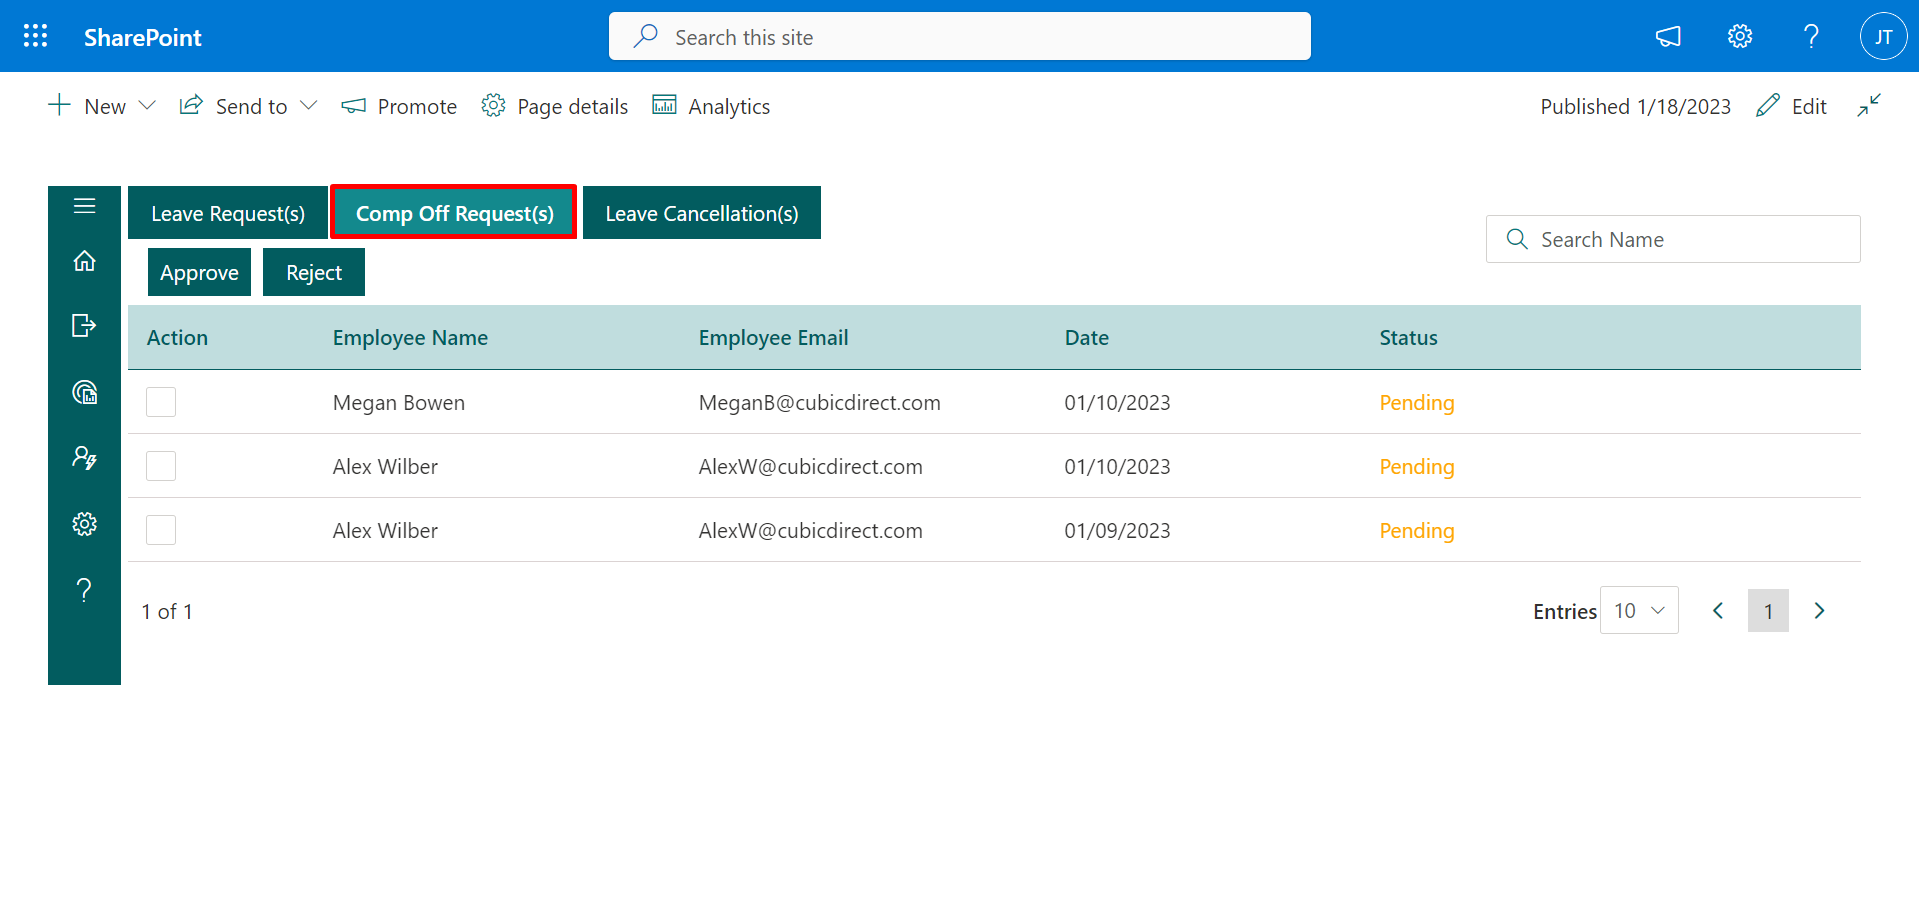 SharePoint
Search this site
JT
New
Send to
Promote
Page details
Analytics
Published 1/18/2023
Edit
Leave Request(s)
Comp Off Request(s)
Leave Cancellation(s)
Search Name
Approve
Reject
Action Employee Name Employee Email Date Status
Megan Bowen MeganB@cubicdirect.com 01/10/2023 Pending
Alex Wilber AlexW@cubicdirect.com 01/10/2023 Pending
Alex Wilber AlexW@cubicdirect.com 01/09/2023 Pending
1 of 1
Entries 10
1